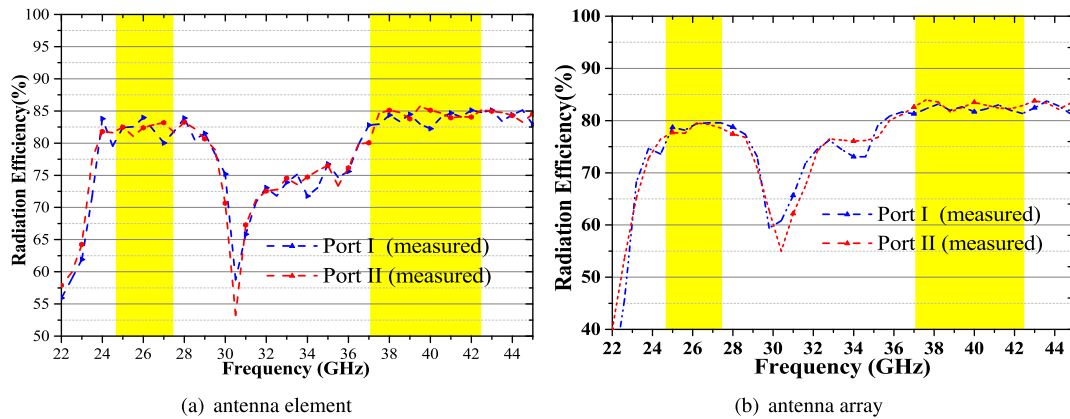 Radiation Efficiency(%)
100
95
90
85
80
75
70
65
60
55
50
Port I (measured)
Port II (measured)
22 24 26 28 30 32 34 36 38 40 42 44
Frequency (GHz)
(a) antenna element
Radiation Efficiency(%)
100
90
80
70
60
50
40
Port I (measured)
Port II (measured)
22 24 26 28 30 32 34 36 38 40 42 44
Frequency (GHz)
(b) antenna array